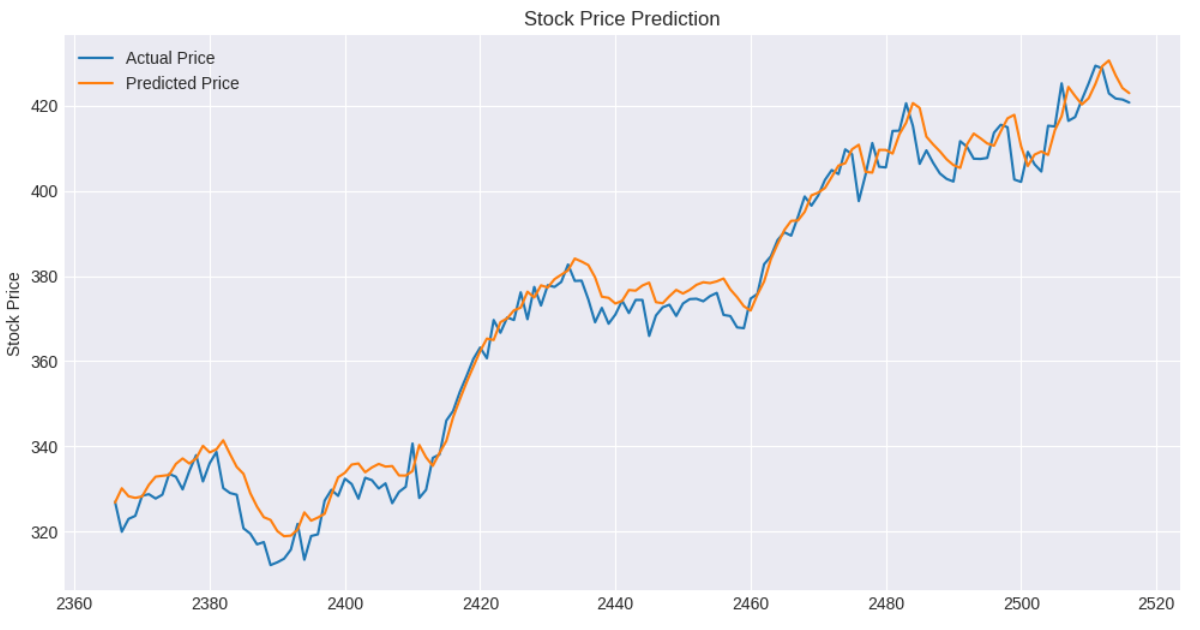 Stock Price Prediction
Actual Price
Predicted Price
Stock Price
420
400
380
360
340
320
2360 2380 2400 2420 2440 2460 2480 2500 2520